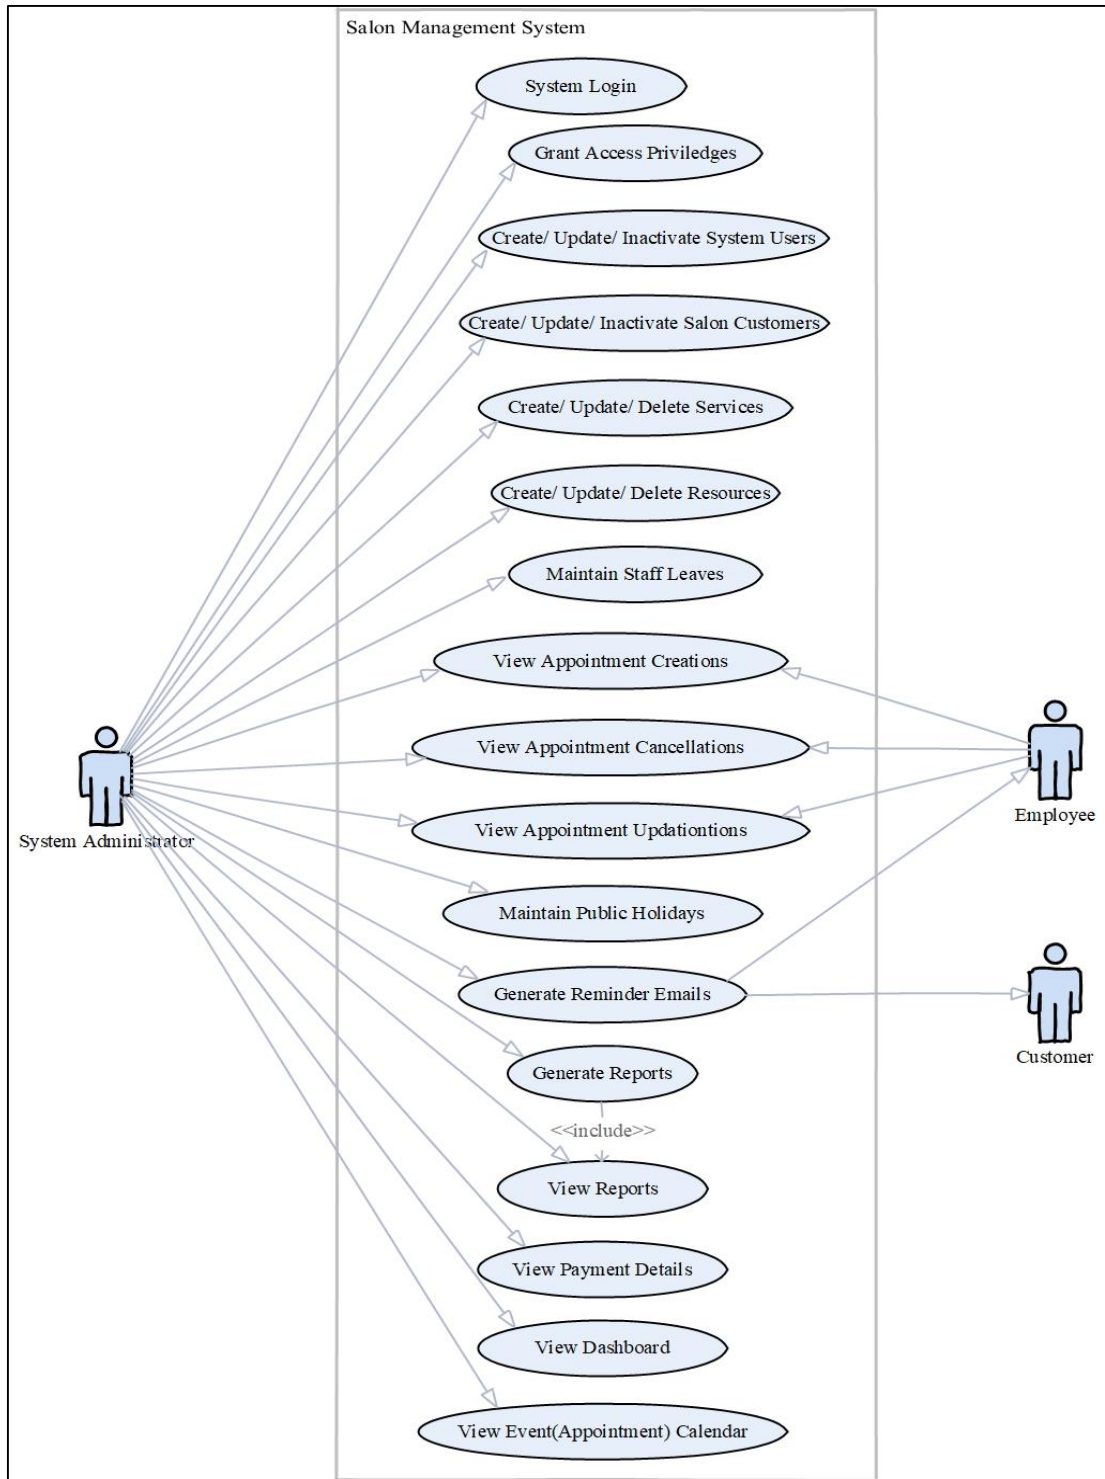 Salon Management System
System Login
Grant Access Priviledges
Create/ Update/ Inactivate System Users
Create/ Update/ Inactivate Salon Customers
Create/ Update/ Delete Services
Create/ Update/ Delete Resources
Maintain Staff Leaves
View Appointment Creations
View Appointment Cancellations
View Appointment Updationtions
System Administrator
Employee
Maintain Public Holidays
Generate Reminder Emails
Customer
Generate Reports
<<include>>
View Reports
View Payment Details
View Dashboard
View Event(Appointment) Calendar